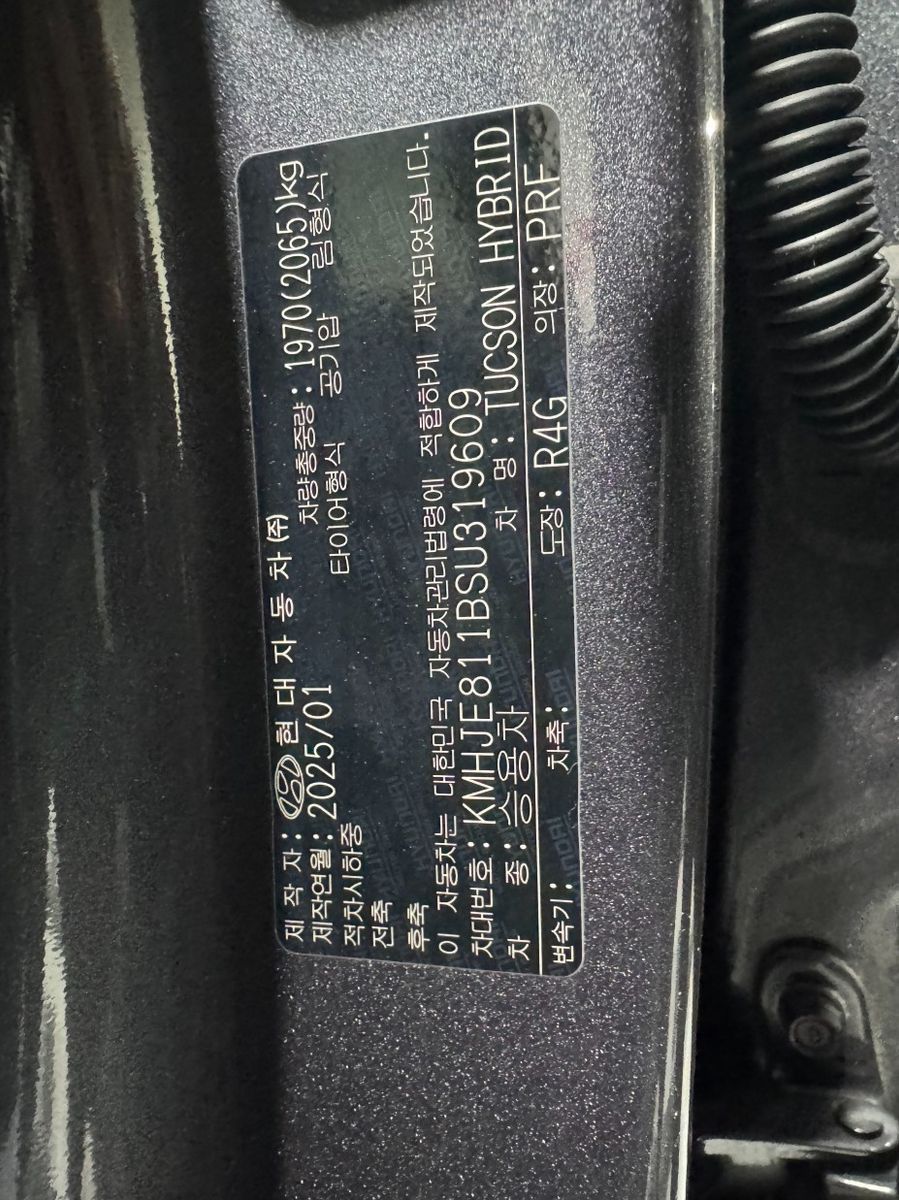 제 작 자 : 현 대 자 동 차 (주)
제작연월 : 2025/01 차량총중량 : 1970(2065)kg
적차시하중 타이어형식 공기압 림형식
전축
후축
이 자동차는 대한민국 자동차관리법령에 적합하게 제작되었습니다.
차대번호 : KMHJE811BSU319609
차 종 : 승용차 차 명 : TUCSON HYBRID
변속기 : 차축 : 도장 : R4G 의장 : PRF